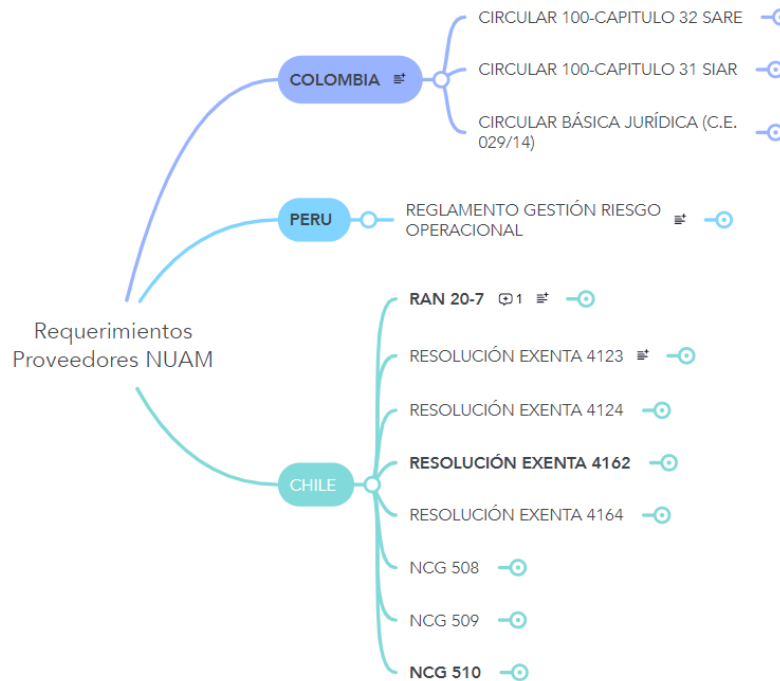 Requerimientos
Proveedores NUAM
COLOMBIA
CIRCULAR 100-CAPITULO 32 SARE
CIRCULAR 100-CAPITULO 31 SIAR
CIRCULAR BÁSICA JURÍDICA (C.E.
029/14)
PERU
REGLAMENTO GESTIÓN RIESGO
OPERACIONAL
CHILE
RAN 20-7 1
RESOLUCIÓN EXENTA 4123
RESOLUCIÓN EXENTA 4124
RESOLUCIÓN EXENTA 4162
RESOLUCIÓN EXENTA 4164
NCG 508
NCG 509
NCG 510